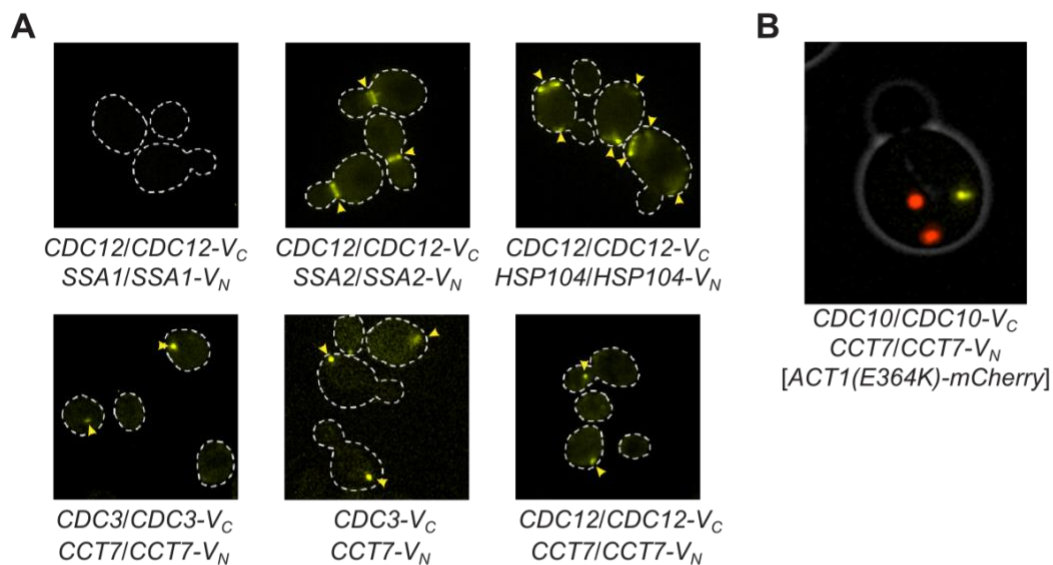 A
B
CDC12/CDC12-VC
SSA1/SSA1-VN
CDC12/CDC12-VC
SSA2/SSA2-VN
CDC12/CDC12-VC
HSP104/HSP104-VN
CDC10/CDC10-VC
CCT7/CCT7-VN
[ACT1(E364K)-mCherry]
CDC3/CDC3-VC
CCT7/CCT7-VN
CDC3-VC
CCT7-VN
CDC12/CDC12-VC
CCT7/CCT7-VN